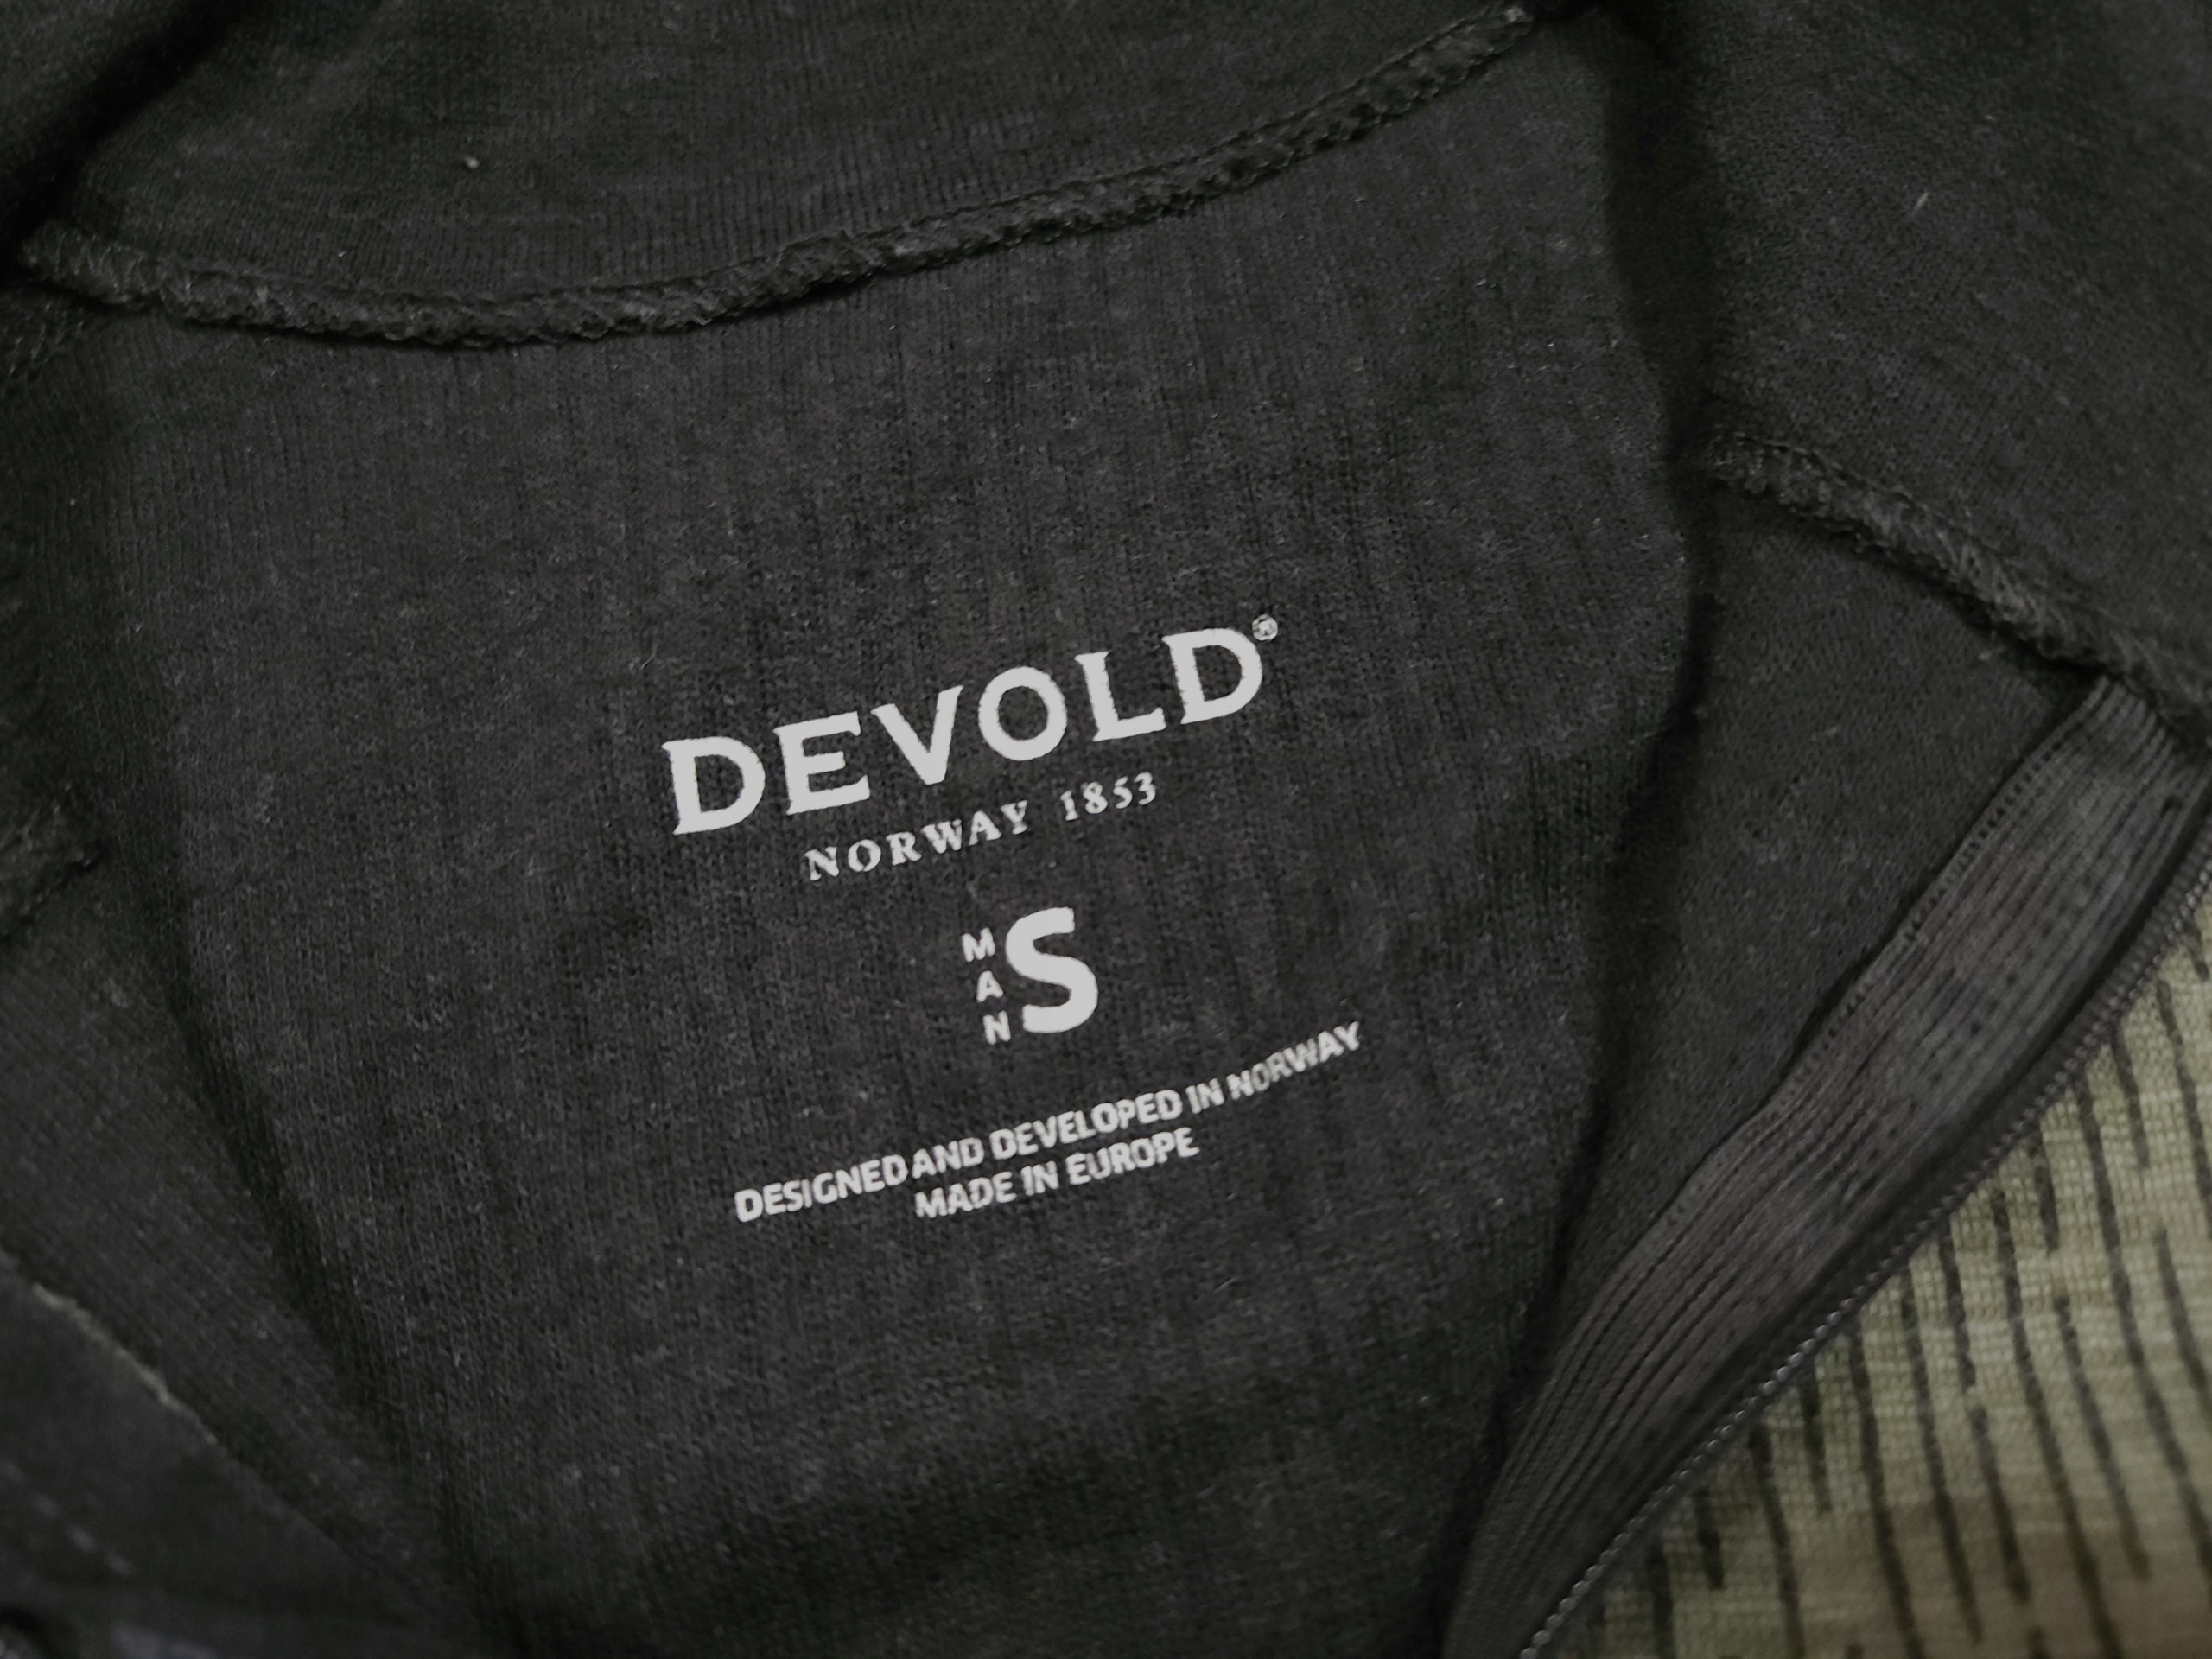 DEVOLD®
NORWAY 1853
MAN S
DESIGNED AND DEVELOPED IN NORWAY
MADE IN EUROPE